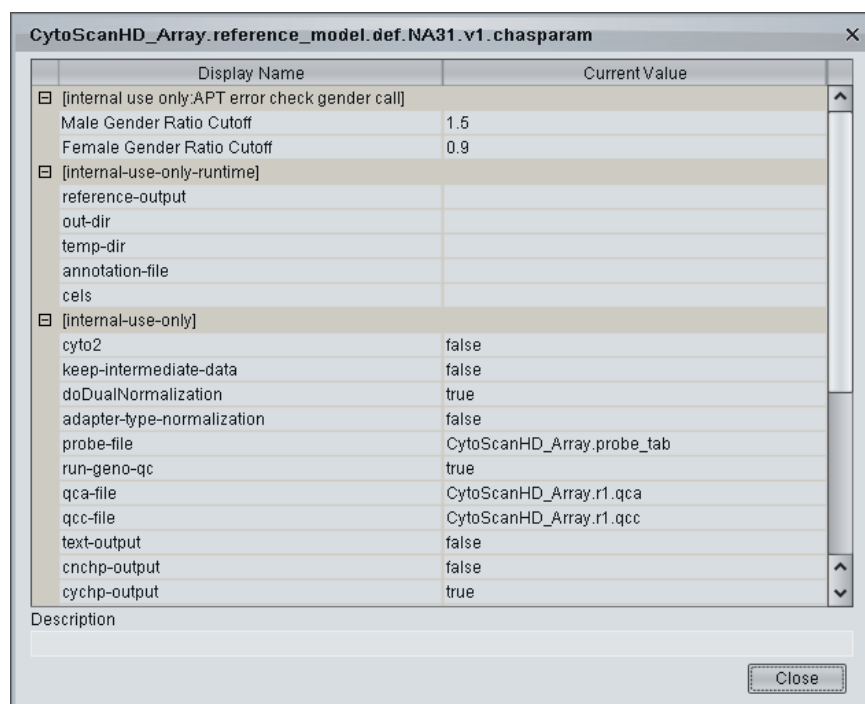 CytoScanHD_Array.reference_model.def.NA31.v1.chasparam
Display Name Current Value
[internal use only:APT error check gender call]
Male Gender Ratio Cutoff 1.5
Female Gender Ratio Cutoff 0.9
[internal-use-only-runtime]
reference-output
out-dir
temp-dir
annotation-file
cels
[internal-use-only]
cyto2 false
keep-intermediate-data false
doDualNormalization true
adapter-type-normalization false
probe-file CytoScanHD_Array.probe_tab
run-geno-qc true
qca-file CytoScanHD_Array.r1.qca
qcc-file CytoScanHD_Array.r1.qcc
text-output false
cnchp-output false
cychp-output true
Description
Close